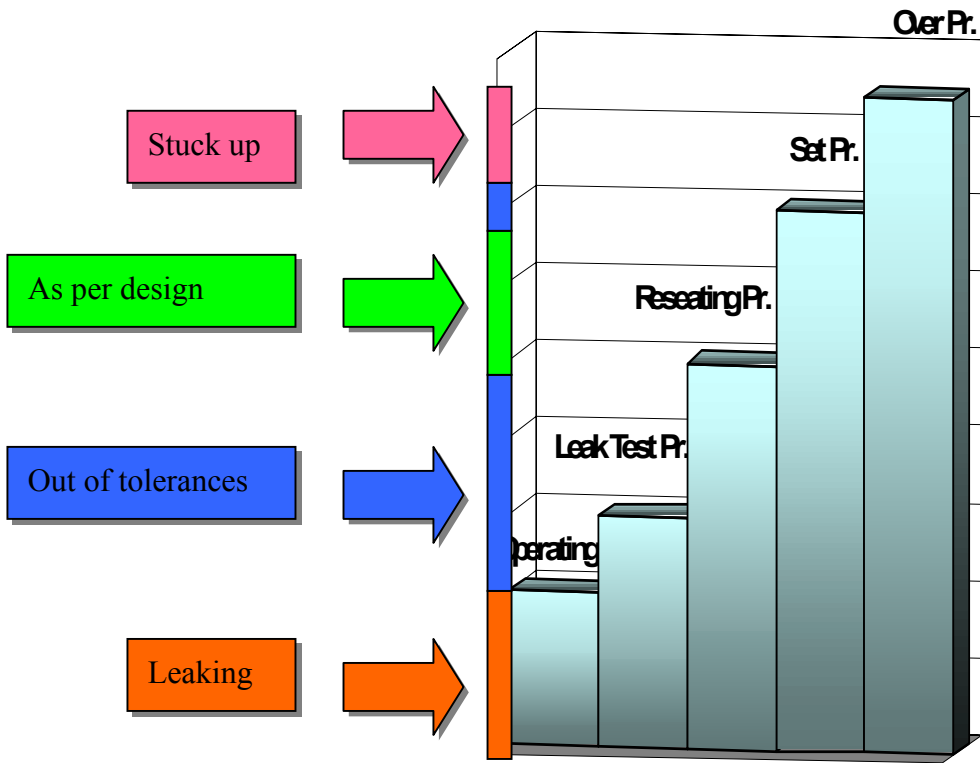 Over Pr.
Stuck up
Set Pr.
As per design
Reseating Pr.
Leak Test Pr.
Out of tolerances
Operating
Leaking